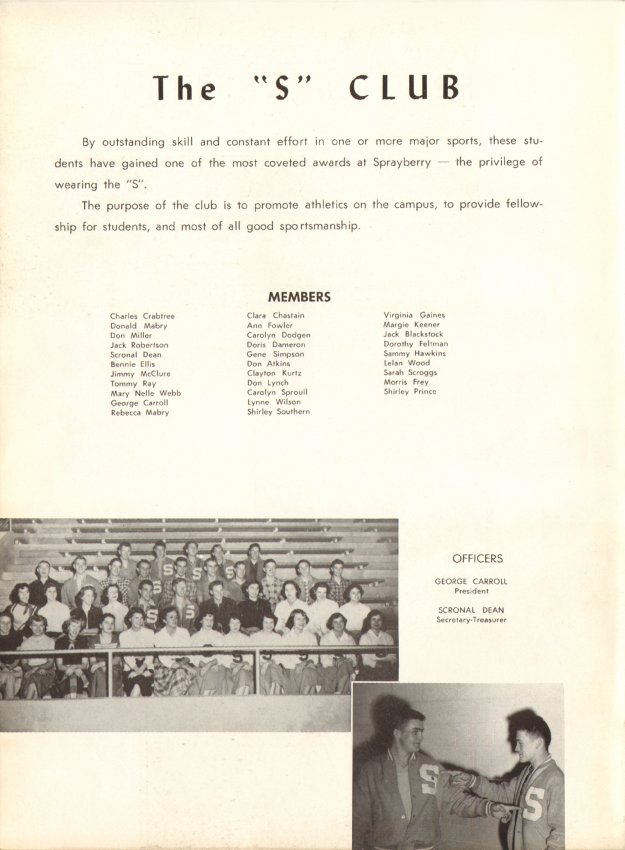 The "S" CLUB
By outstanding skill and constant effort in one or more major sports, these stu-
dents have gained one of the most coveted awards at Sprayberry — the privilege of
wearing the "S".
The purpose of the club is to promote athletics on the campus, to provide fellow-
ship for students, and most of all good sportsmanship.
MEMBERS
Charles Crabtree
Donald Mabry
Don Miller
Jack Robertson
Scronal Dean
Bennie Ellis
Jimmy McClure
Tommy Ray
Mary Nelle Webb
George Carroll
Rebecca Mabry
Clara Chastain
Ann Fowler
Carolyn Dodgen
Doris Dameron
Gene Simpson
Don Atkins
Clayton Kurtz
Don Lynch
Carolyn Sproull
Lynne Wilson
Shirley Southern
Virginia Gaines
Margie Keener
Jack Blackstock
Dorothy Feltman
Sammy Hawkins
Lelan Wood
Sarah Scroggs
Morris Frey
Shirley Prince
OFFICERS
GEORGE CARROLL
President
SCRONAL DEAN
Secretary-Treasurer
S
S